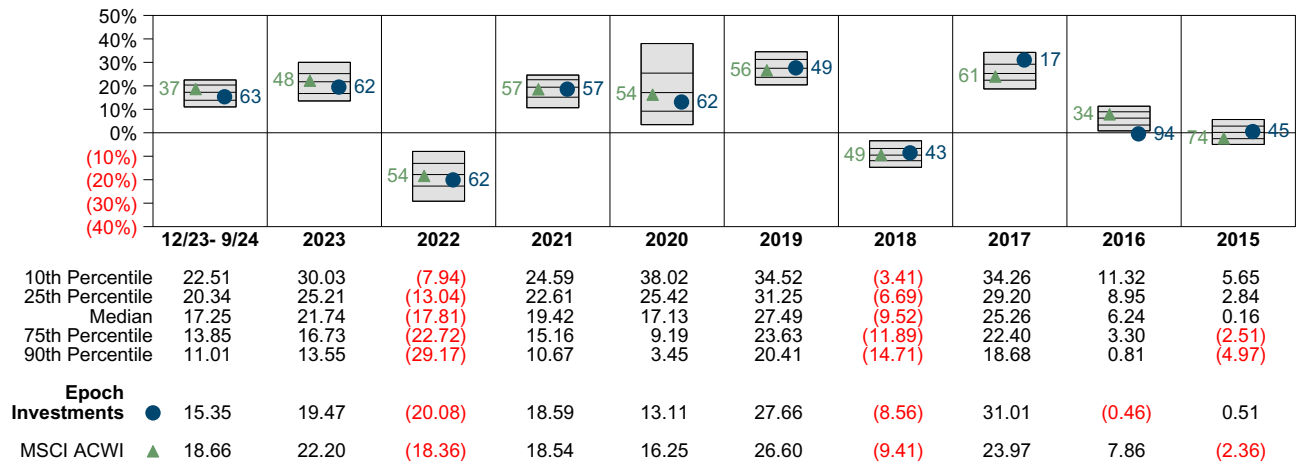 50%
40%
30%
20%
10%
0%
(10%)
(20%)
(30%)
(40%)
37 63
48 62
54 62
57 57
54 62
56 49
49 43
61 17
34 94
74 45
12/23- 9/24 2023 2022 2021 2020 2019 2018 2017 2016 2015
10th Percentile 22.51 30.03 (7.94) 24.59 38.02 34.52 (3.41) 34.26 11.32 5.65
25th Percentile 20.34 25.21 (13.04) 22.61 25.42 31.25 (6.69) 29.20 8.95 2.84
Median 17.25 21.74 (17.81) 19.42 17.13 27.49 (9.52) 25.26 6.24 0.16
75th Percentile 13.85 16.73 (22.72) 15.16 9.19 23.63 (11.89) 22.40 3.30 (2.51)
90th Percentile 11.01 13.55 (29.17) 10.67 3.45 20.41 (14.71) 18.68 0.81 (4.97)
Epoch
Investments 15.35 19.47 (20.08) 18.59 13.11 27.66 (8.56) 31.01 (0.46) 0.51
MSCI ACWI 18.66 22.20 (18.36) 18.54 16.25 26.60 (9.41) 23.97 7.86 (2.36)